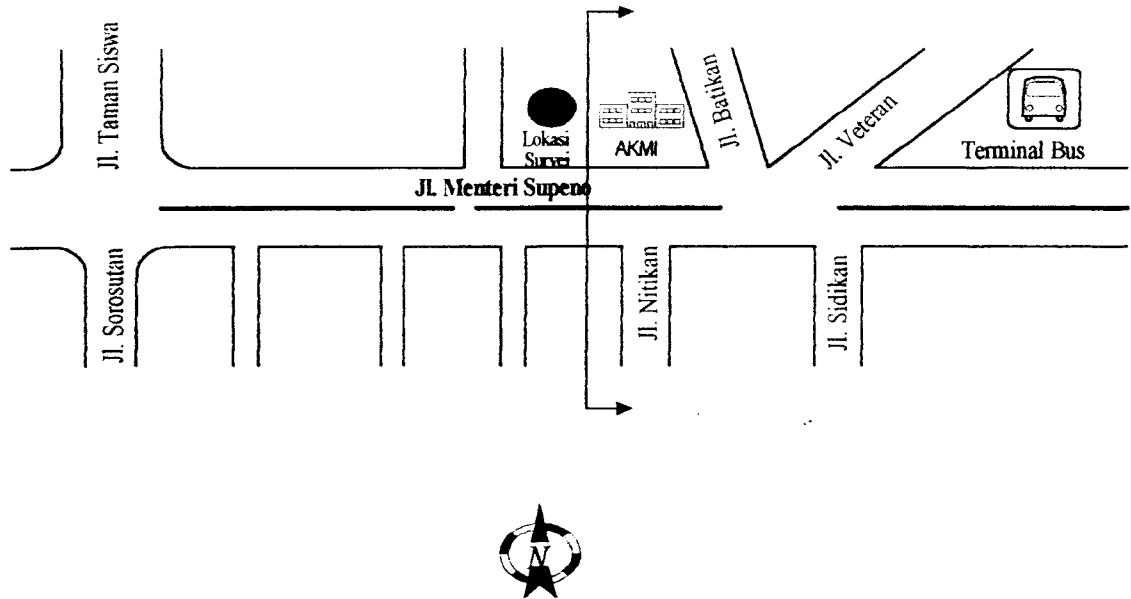 Jl. Taman Siswa
Lokasi
Survei
AKMI
Jl. Batikan
Jl. Veteran
Terminal Bus
Jl. Menteri Supeno
Jl. Sorosutan
Jl. Nitikan
Jl. Sidikan
N